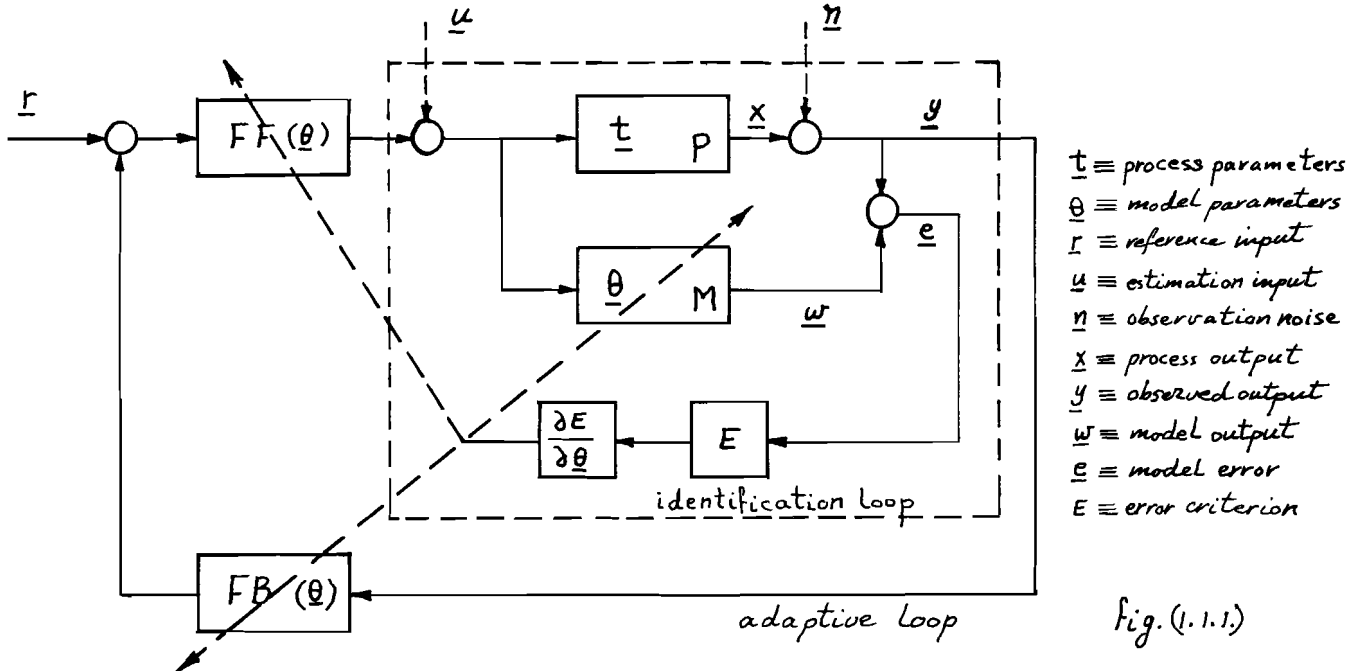 u
n
r
FF(θ)
t P
x
y
e
θ M
w
∂E
∂θ
E
identification loop
FB (θ)
adaptive loop
t ≡ process parameters
θ ≡ model parameters
r ≡ reference input
u ≡ estimation input
n ≡ observation noise
x ≡ process output
y ≡ observed output
w ≡ model output
e ≡ model error
E ≡ error criterion
fig. (1.1.1.)